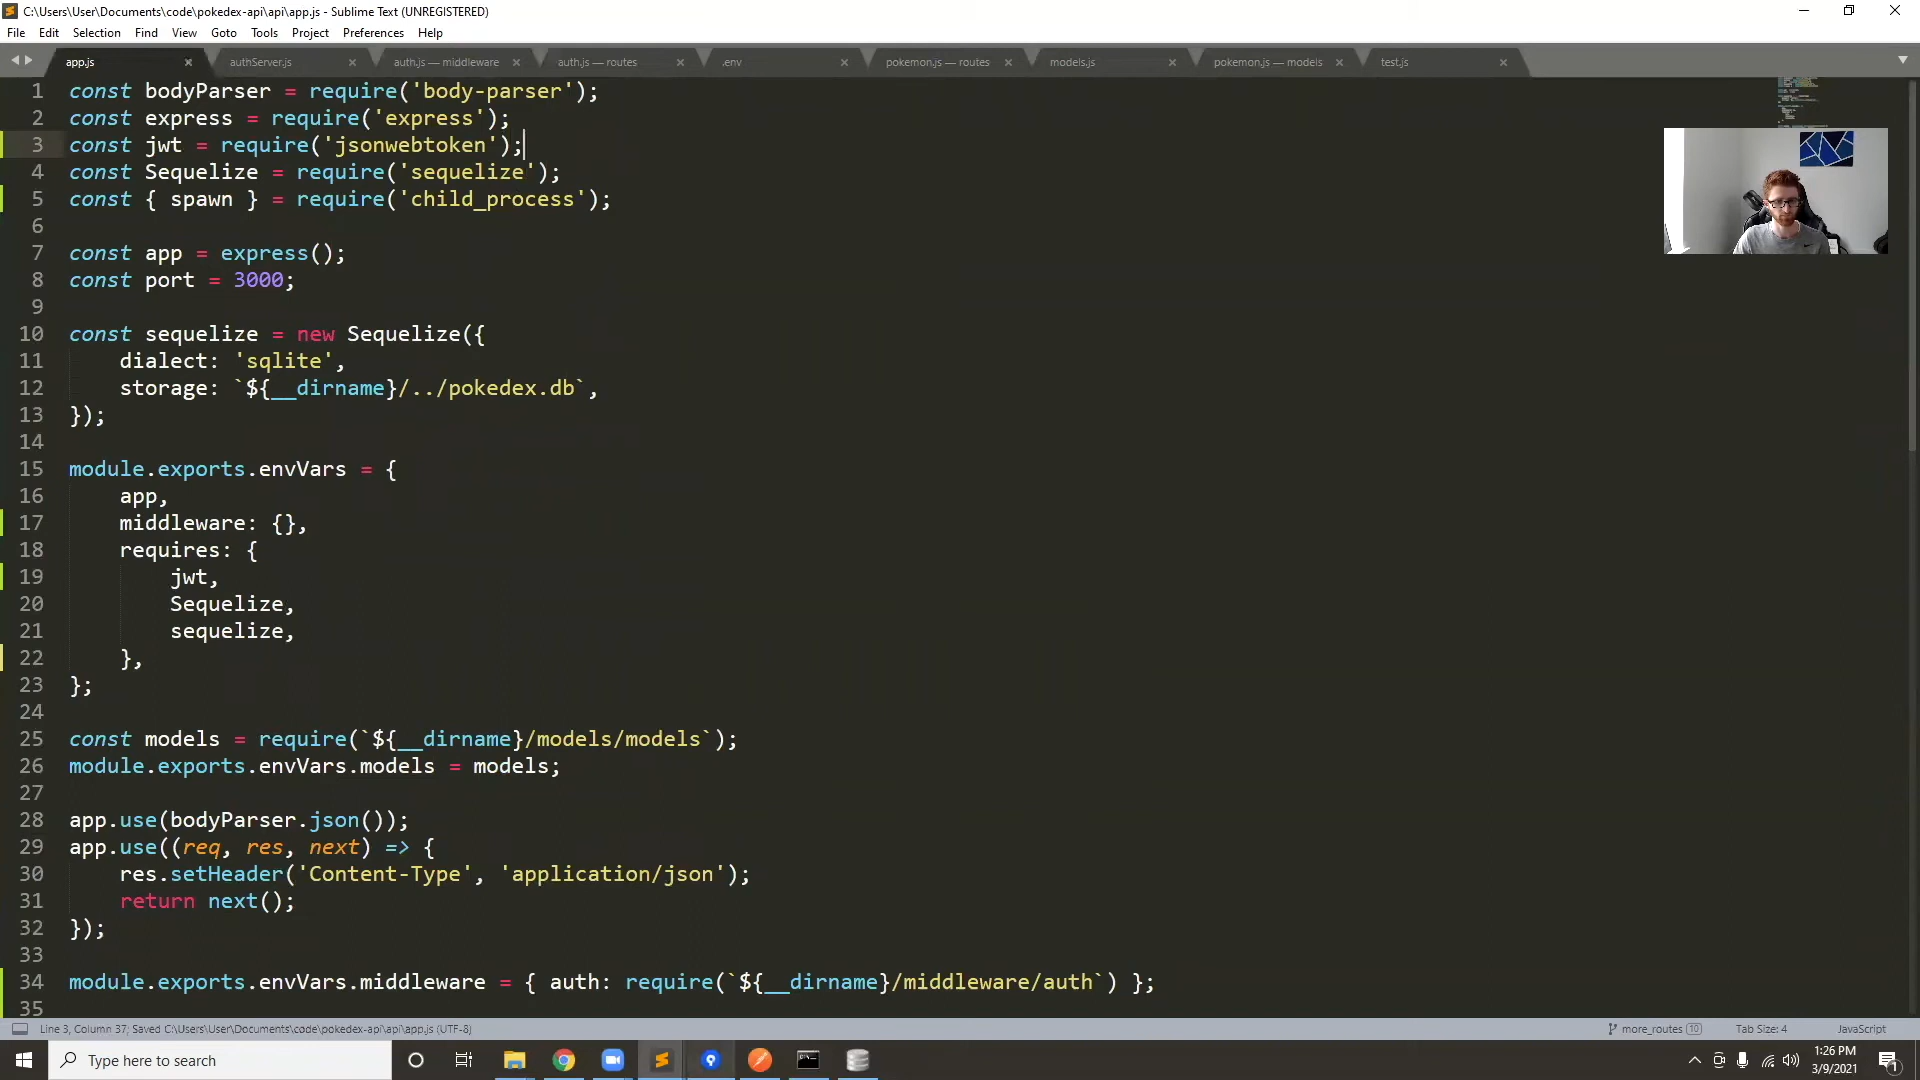 C:\Users\User\Documents\code\pokedex-api\api\app.js - Sublime Text (UNREGISTERED)
File Edit Selection Find View Goto Tools Project Preferences Help
app.js authServer.js auth.js — middleware auth.js — routes .env pokemon.js — routes models.js pokemon.js — models test.js
1 const bodyParser = require('body-parser');
2 const express = require('express');
3 const jwt = require('jsonwebtoken');
4 const Sequelize = require('sequelize');
5 const { spawn } = require('child_process');
6
7 const app = express();
8 const port = 3000;
9
10 const sequelize = new Sequelize({
11 dialect: 'sqlite',
12 storage: `${__dirname}/../pokedex.db`,
13 });
14
15 module.exports.envVars = {
16 app,
17 middleware: {},
18 requires: {
19 jwt,
20 Sequelize,
21 sequelize,
22 },
23 };
24
25 const models = require(`${__dirname}/models/models`);
26 module.exports.envVars.models = models;
27
28 app.use(bodyParser.json());
29 app.use((req, res, next) => {
30 res.setHeader('Content-Type', 'application/json');
31 return next();
32 });
33
34 module.exports.envVars.middleware = { auth: require(`${__dirname}/middleware/auth`) };
35
Line 3, Column 37; Saved C:\Users\User\Documents\code\pokedex-api\api\app.js (UTF-8) more_routes 10 Tab Size: 4 JavaScript
Type here to search
1:26 PM
3/9/2021
1